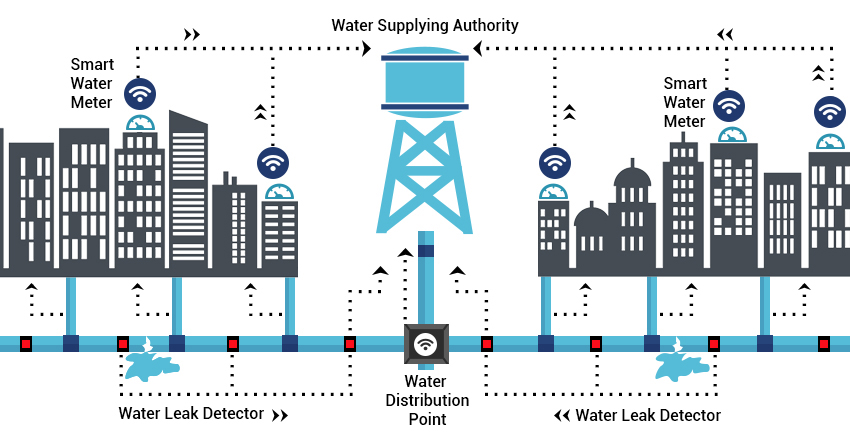 Water Supplying Authority
Smart
Water
Meter
Smart
Water
Meter
Water
Distribution
Point
Water Leak Detector
Water Leak Detector